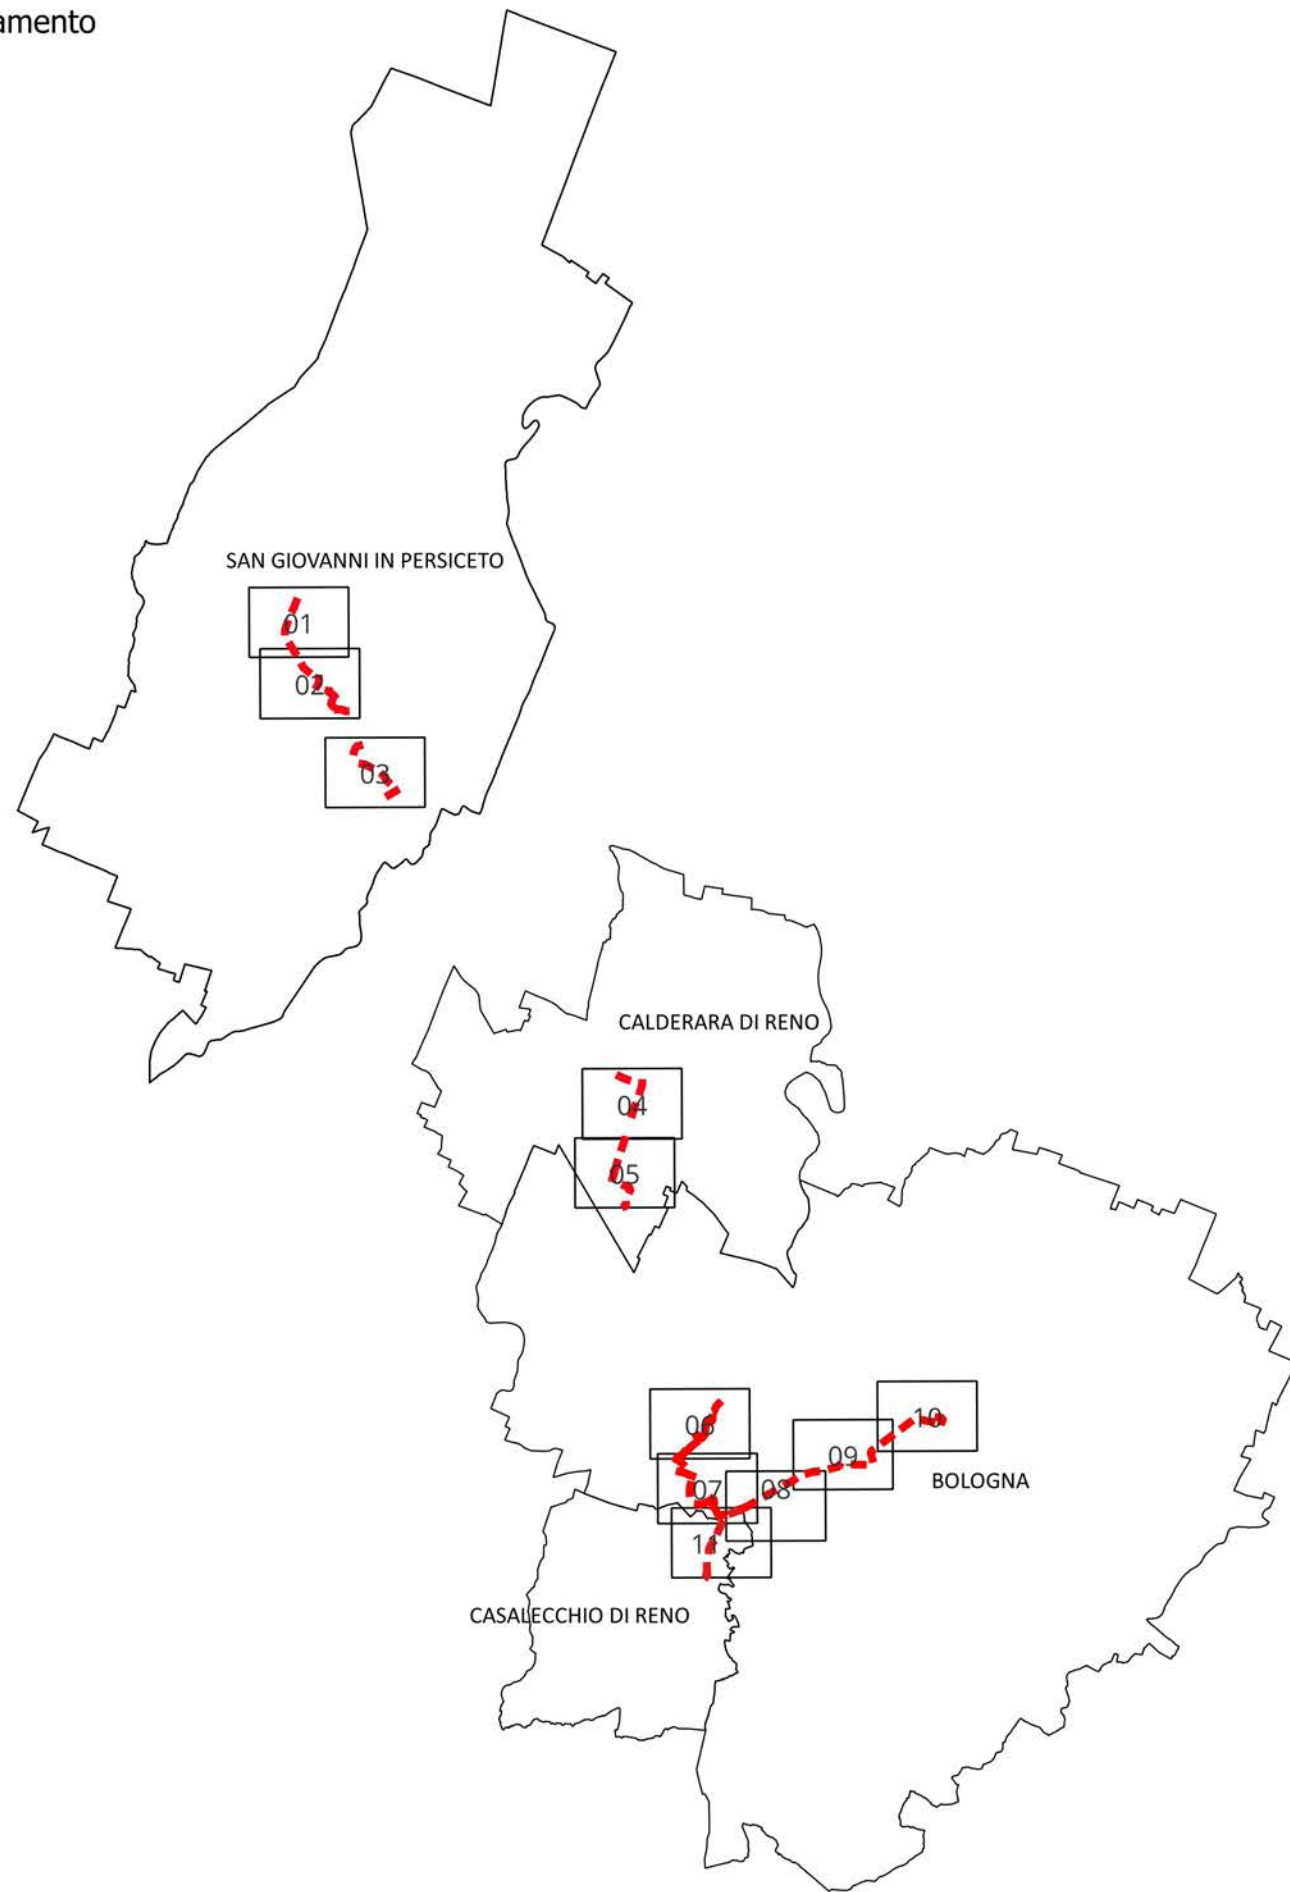 amento
SAN GIOVANNI IN PERSICETO
01
02
03
CALDERARA DI RENO
04
05
06
10
09
BOLOGNA
07
08
11
CASALECCHIO DI RENO